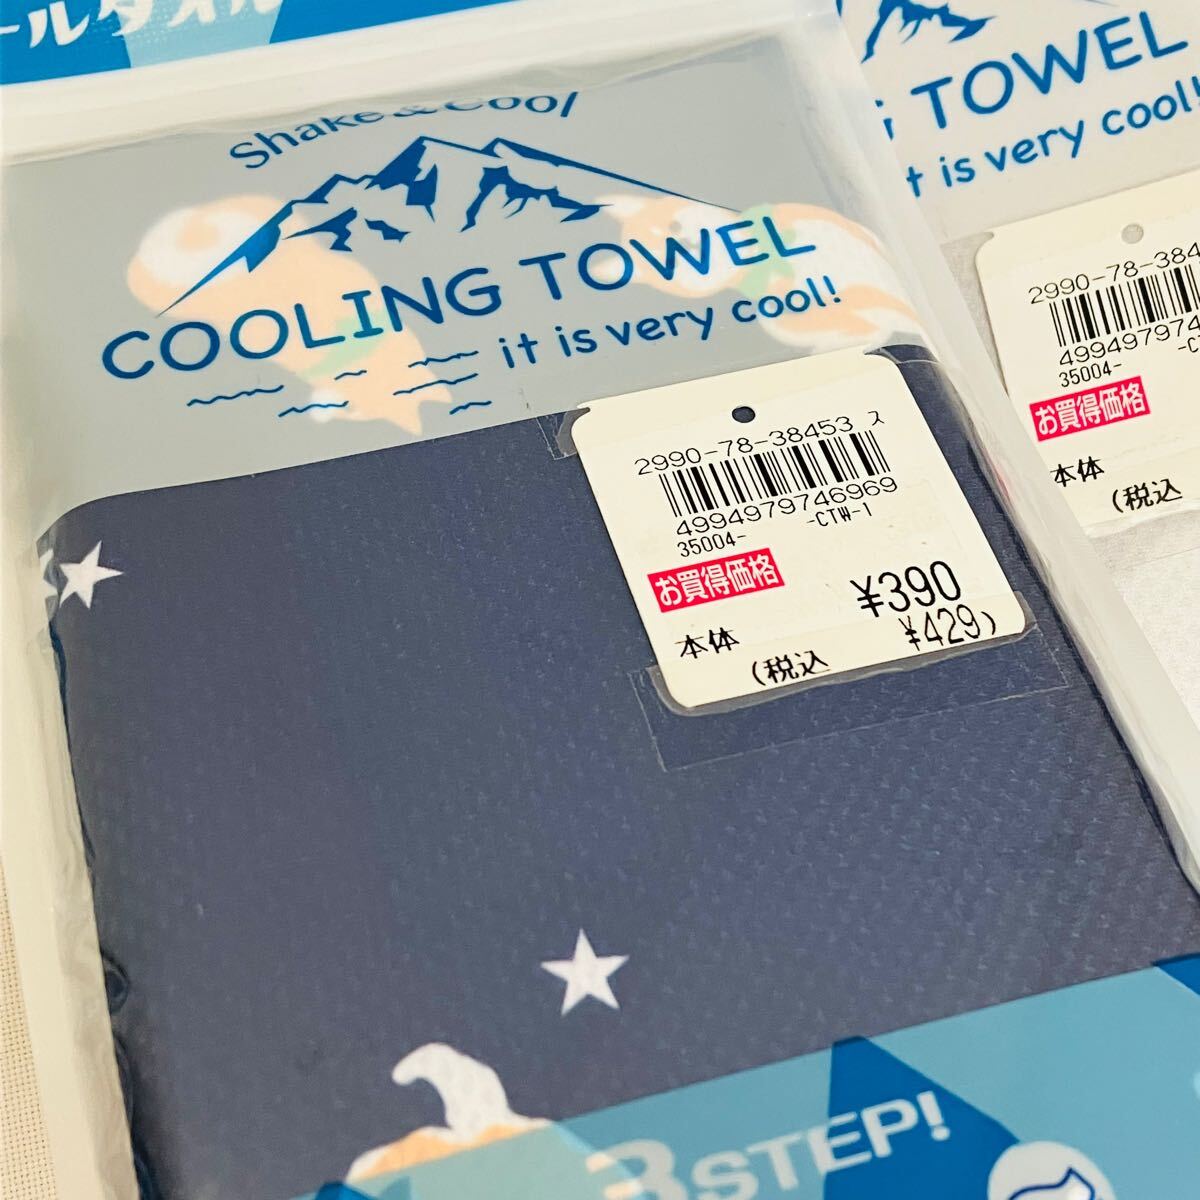 ールタオル
Shake & Cool
COOLING TOWEL
it is very cool!
2990-78-38453 ス
4994979746969
35004- -CTW-1
お買得価格
¥390
本体
¥429)
(税込
3STEP!
G TOWEL
it is very cool!
2990-78-384
499497974
35004- -C
お買得価格
本体
(税込